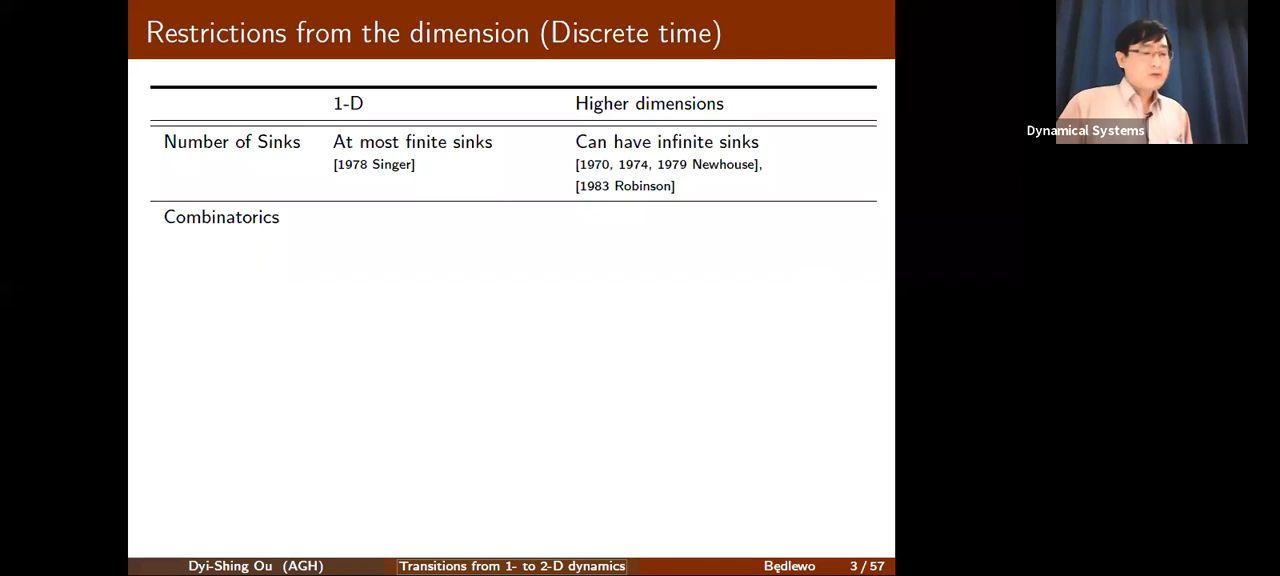 Restrictions from the dimension (Discrete time)
1-D Higher dimensions
Number of Sinks At most finite sinks Can have infinite sinks
[1978 Singer] [1970, 1974, 1979 Newhouse],
[1983 Robinson]
Combinatorics
Dynamical Systems
Dyi-Shing Ou (AGH) Transitions from 1- to 2-D dynamics Będlewo 3 / 57